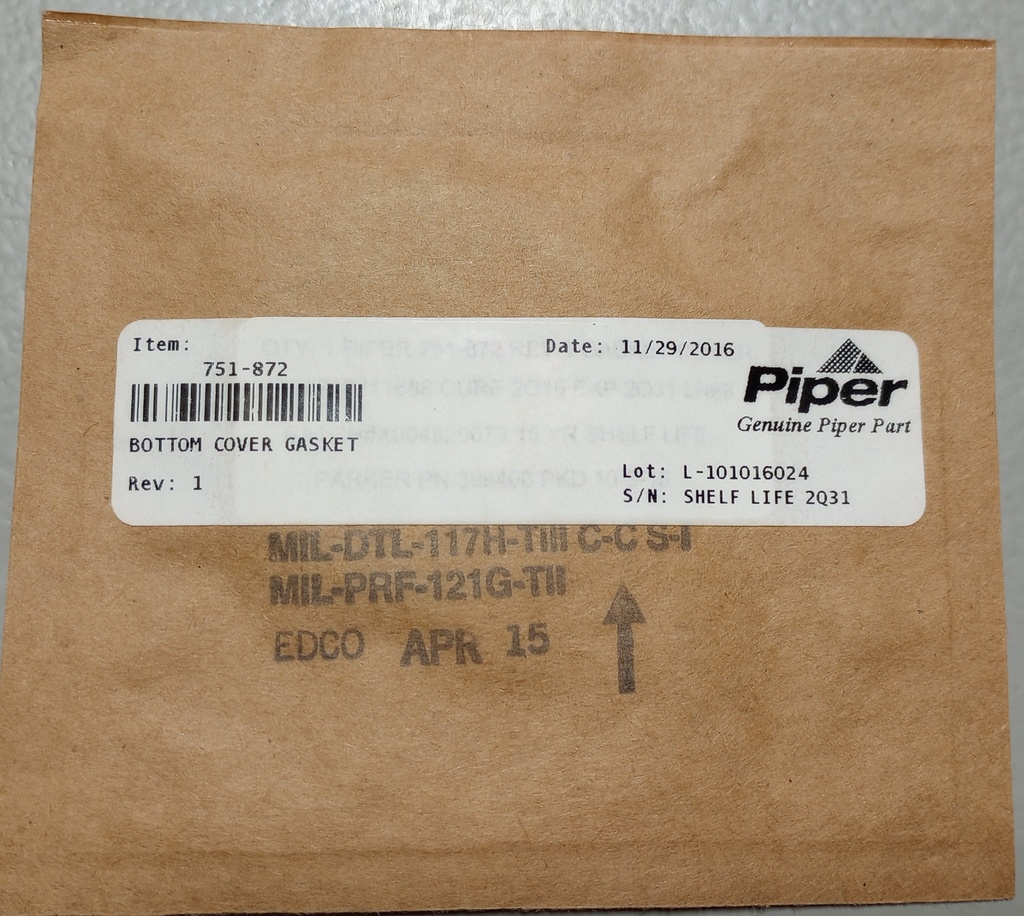 Item:
751-872
Date: 11/29/2016
Piper
Genuine Piper Part
BOTTOM COVER GASKET
Rev: 1
Lot: L-101016024
S/N: SHELF LIFE 2Q31
MIL-DTL-117H-TIII C-C S-I
MIL-PRF-121G-TII
EDCO APR 15